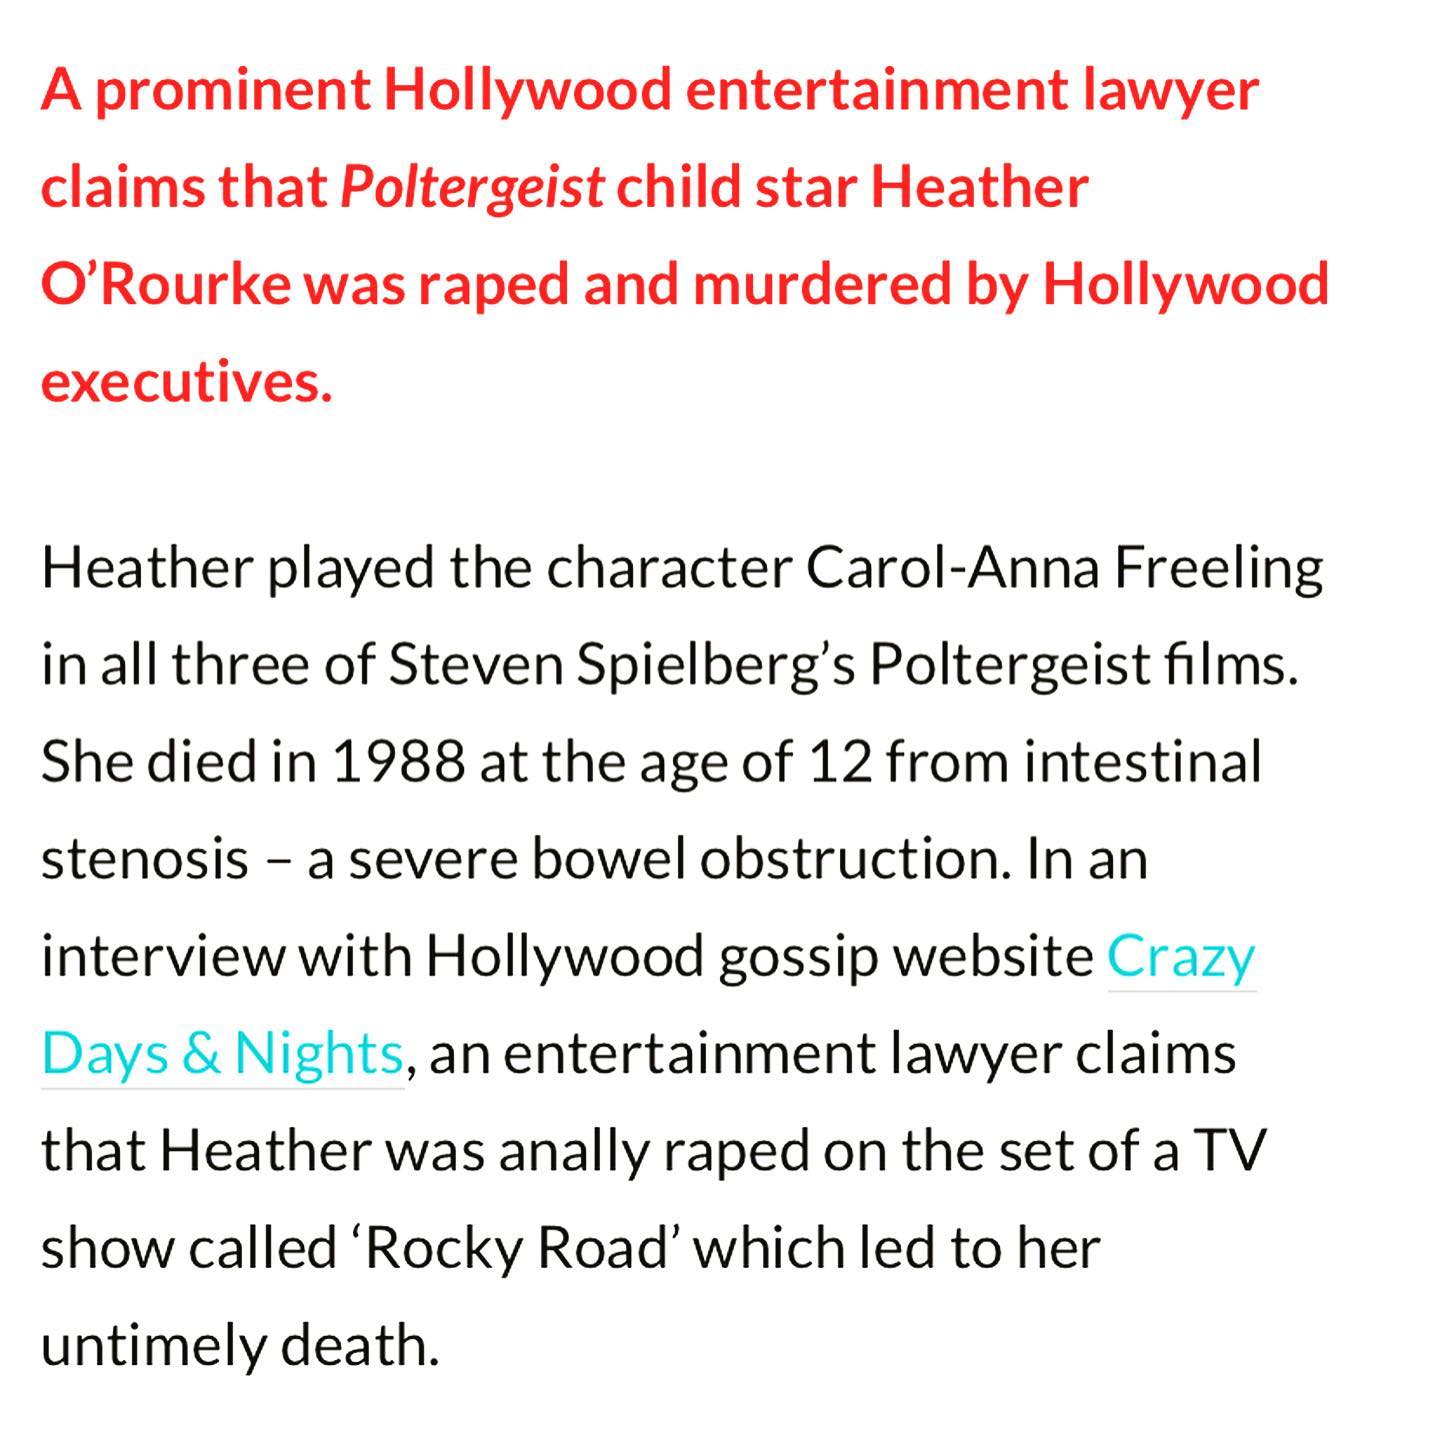 A prominent Hollywood entertainment lawyer
claims that Poltergeist child star Heather
O’Rourke was raped and murdered by Hollywood
executives.
Heather played the character Carol-Anna Freeling
in all three of Steven Spielberg’s Poltergeist films.
She died in 1988 at the age of 12 from intestinal
stenosis – a severe bowel obstruction. In an
interview with Hollywood gossip website Crazy
Days & Nights, an entertainment lawyer claims
that Heather was anally raped on the set of a TV
show called ‘Rocky Road’ which led to her
untimely death.